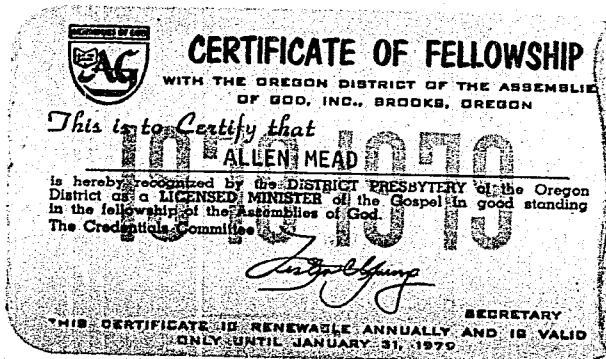 ASSEMBLIES OF GOD
AG
CERTIFICATE OF FELLOWSHIP
WITH THE OREGON DISTRICT OF THE ASSEMBLIE
OF GOD, INC., BROOKS, OREGON
This is to Certify that
1978 1979
ALLEN MEAD
is hereby recognized by the DISTRICT PRESBYTERY of the Oregon
District as a LICENSED MINISTER of the Gospel in good standing
in the fellowship of the Assemblies of God.
The Credentials Committee
SECRETARY
THIS CERTIFICATE IS RENEWABLE ANNUALLY AND IS VALID
ONLY UNTIL JANUARY 31, 1979